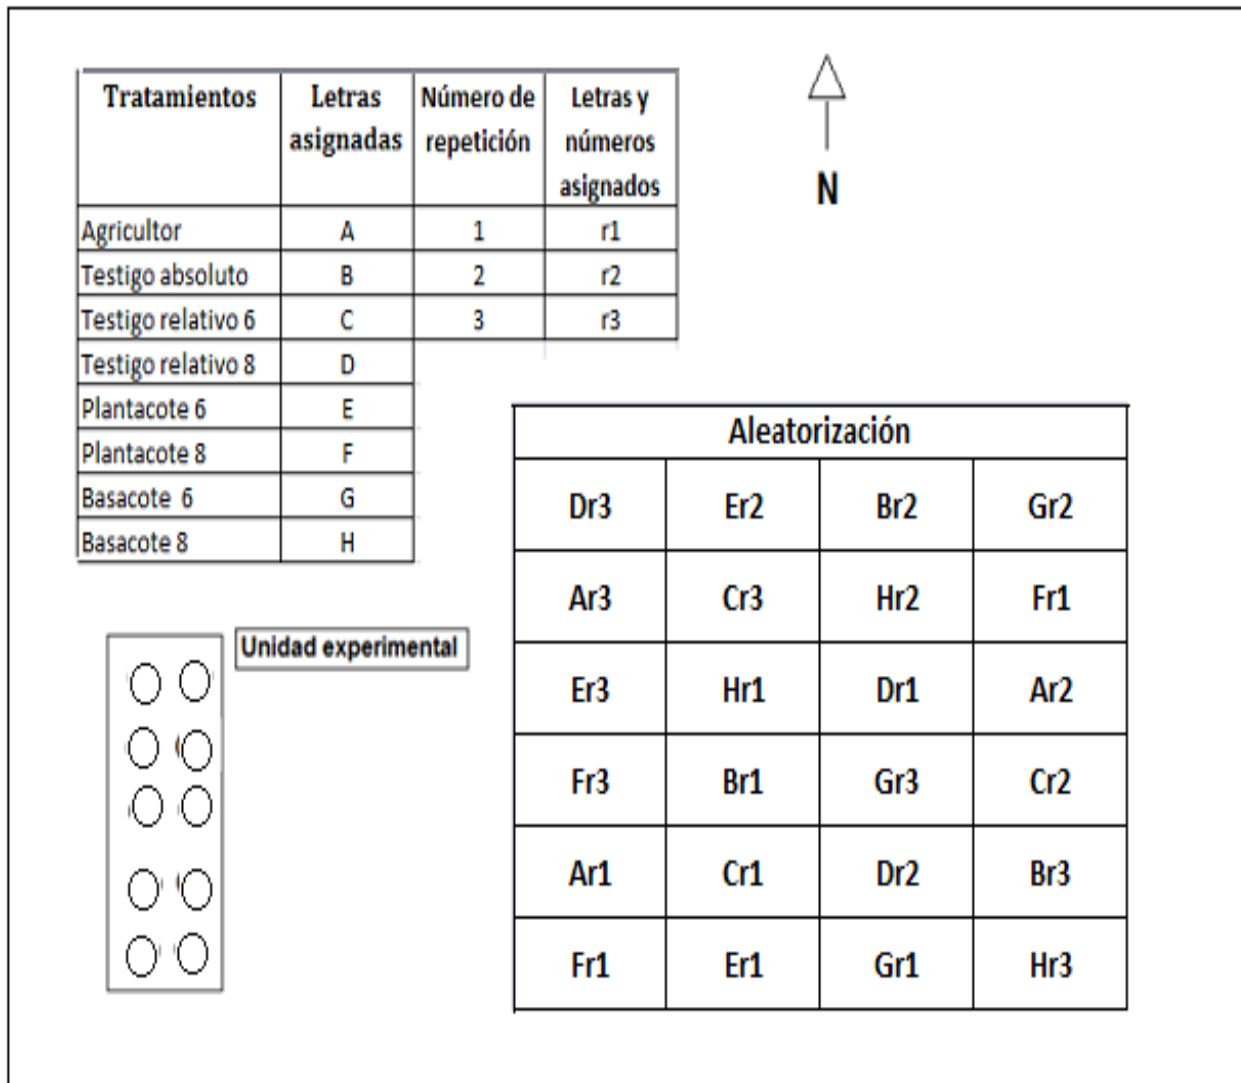 Tratamientos Letras asignadas Número de repetición Letras y números asignados
Agricultor A 1 r1
Testigo absoluto B 2 r2
Testigo relativo 6 C 3 r3
Testigo relativo 8 D
Plantacote 6 E
Plantacote 8 F
Basacote 6 G
Basacote 8 H
N
Unidad experimental
Aleatorización
Dr3 Er2 Br2 Gr2
Ar3 Cr3 Hr2 Fr1
Er3 Hr1 Dr1 Ar2
Fr3 Br1 Gr3 Cr2
Ar1 Cr1 Dr2 Br3
Fr1 Er1 Gr1 Hr3